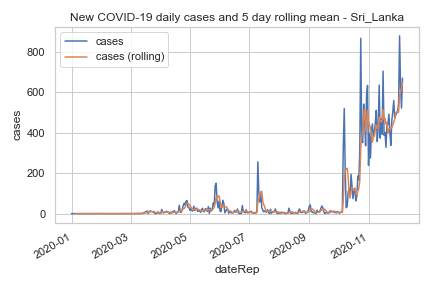 New COVID-19 daily cases and 5 day rolling mean - Sri_Lanka
cases
cases (rolling)
800
600
400
200
0
cases
2020-01
2020-03
2020-05
2020-07
2020-09
2020-11
dateRep